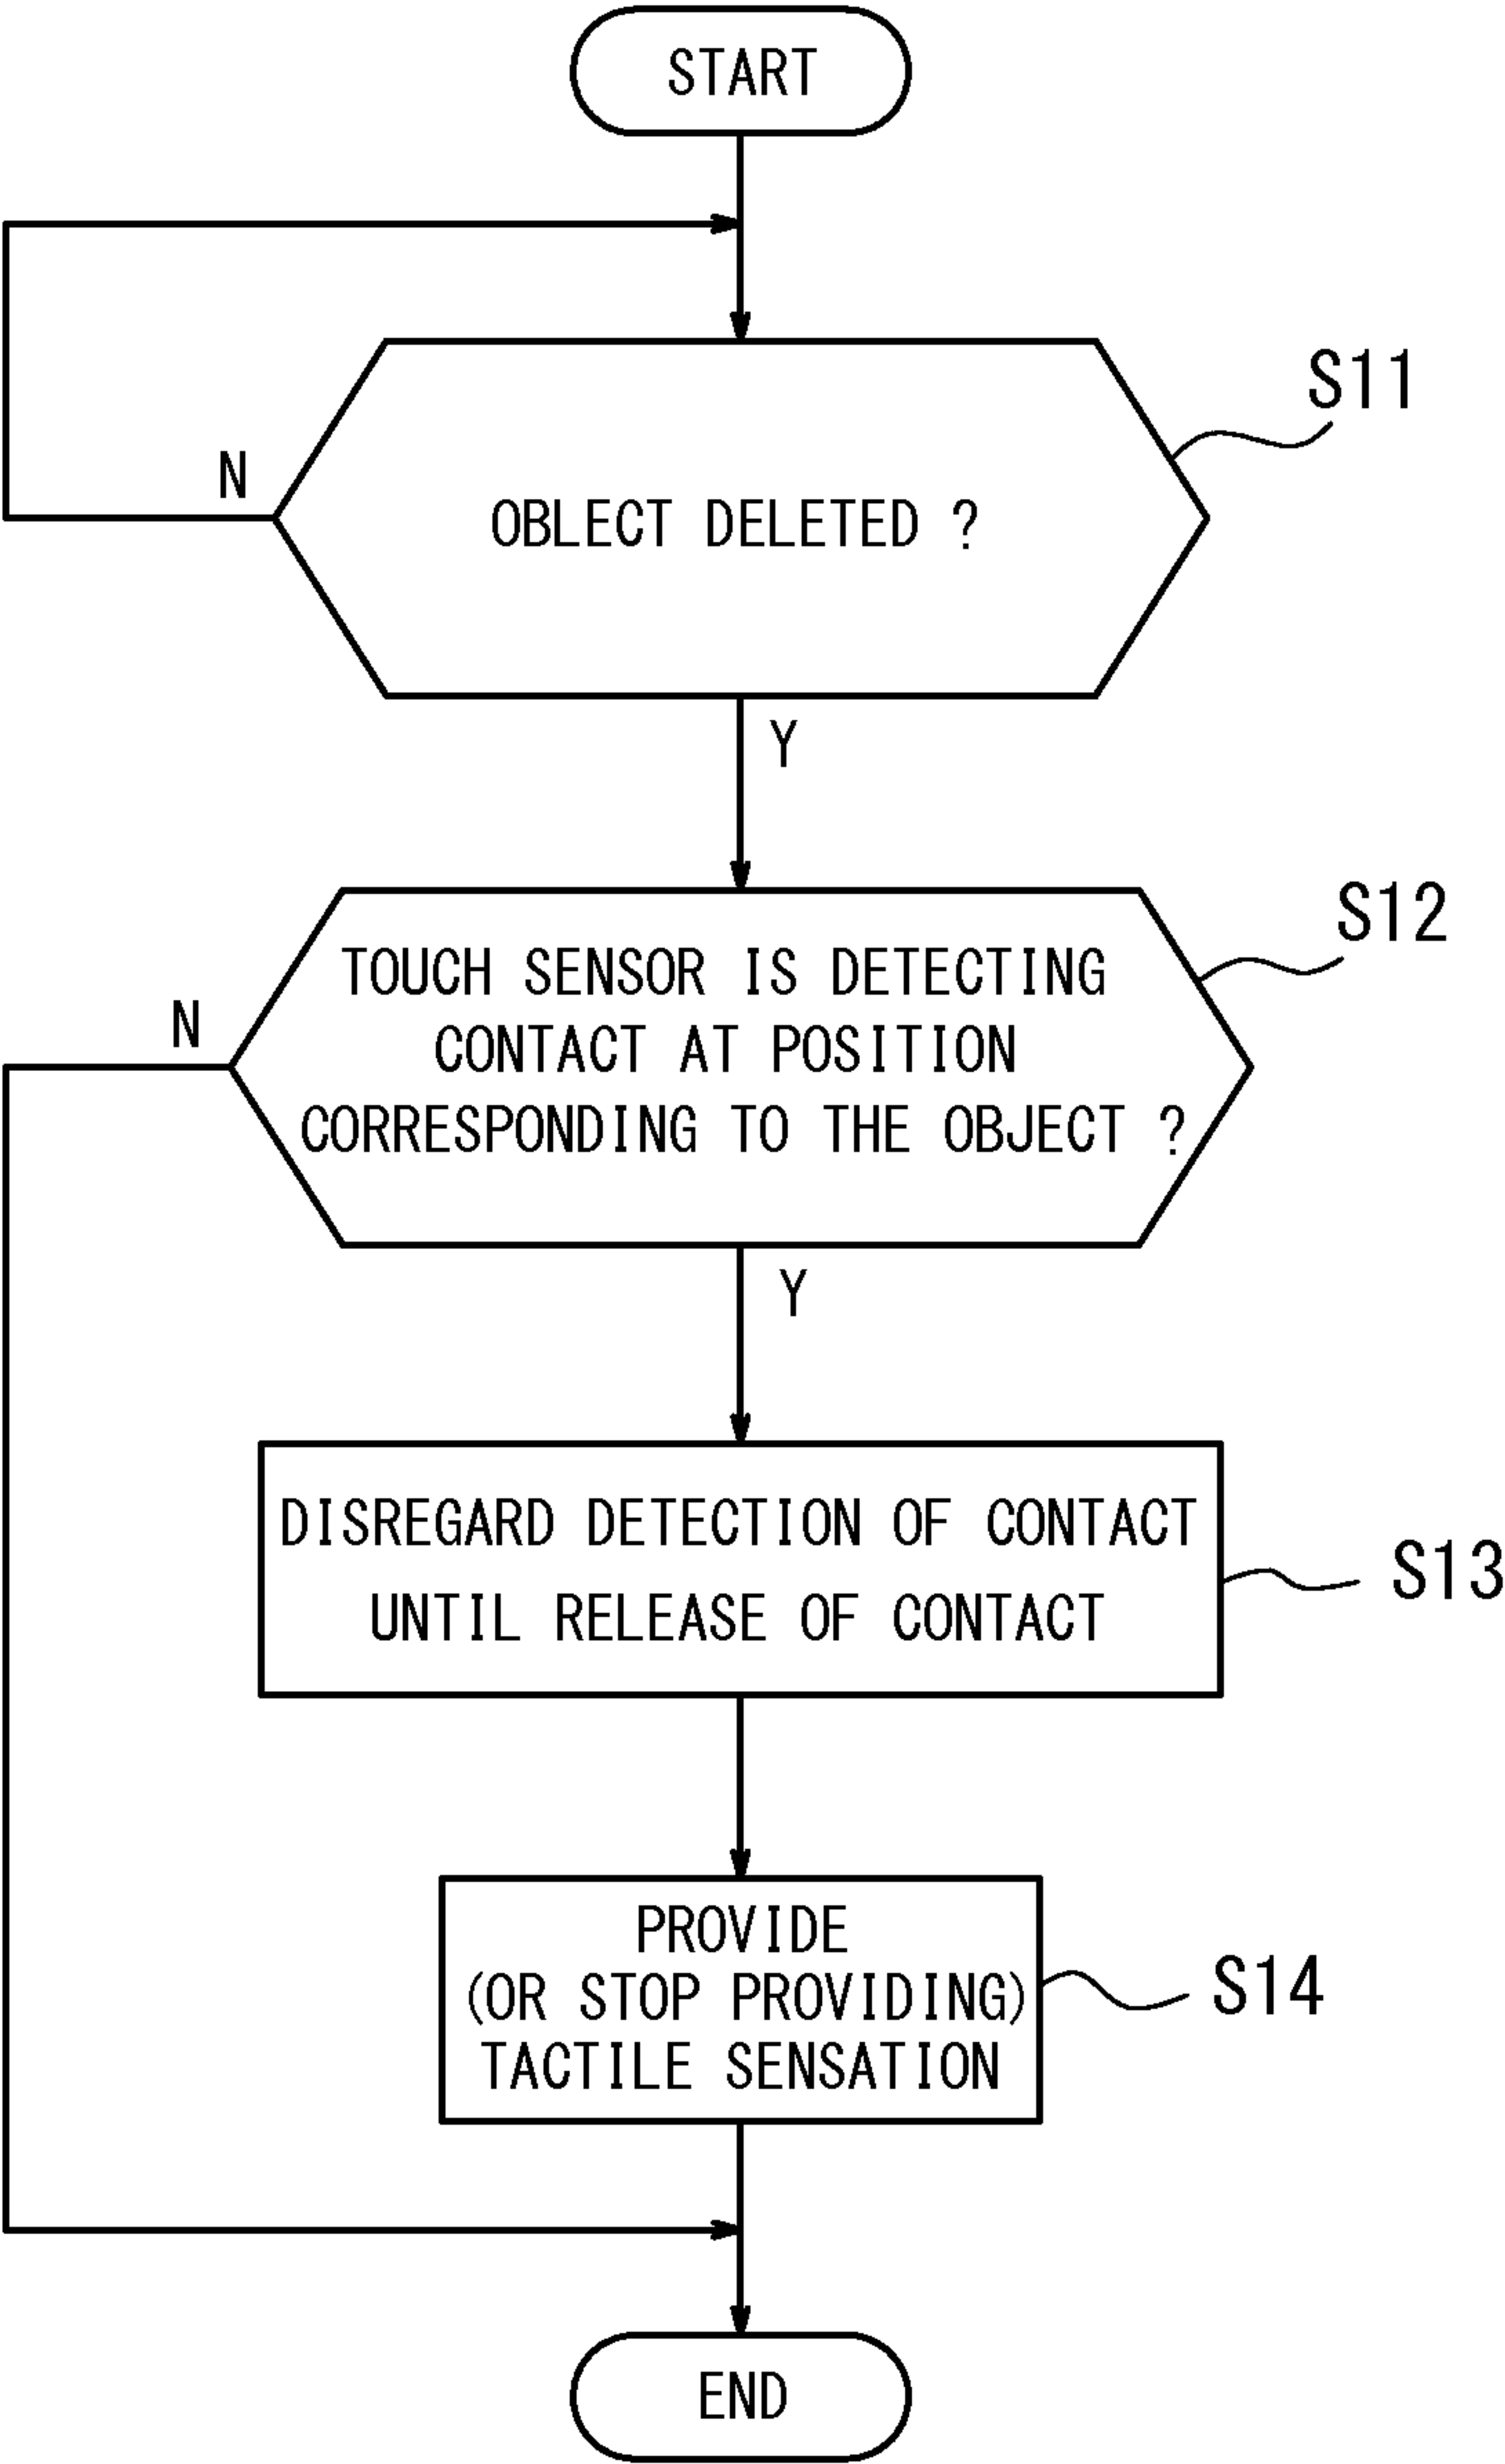 START
S11
N
OBLECT DELETED ?
Y
S12
N
TOUCH SENSOR IS DETECTING
CONTACT AT POSITION
CORRESPONDING TO THE OBJECT ?
Y
DISREGARD DETECTION OF CONTACT
UNTIL RELEASE OF CONTACT
S13
PROVIDE
(OR STOP PROVIDING)
TACTILE SENSATION
S14
END